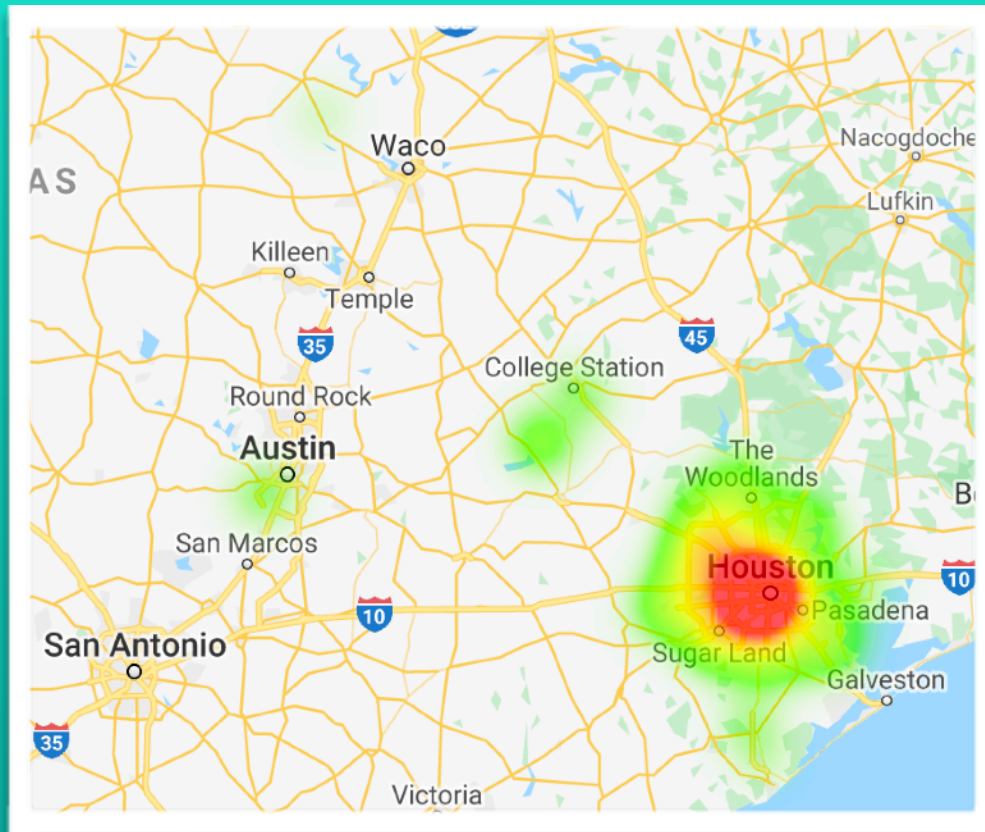 Waco
Nacogdoche
AS
Lufkin
Killeen
Temple
35
45
College Station
Round Rock
Austin
The
Woodlands
B
San Marcos
Houston
10
10
Pasadena
San Antonio
Sugar Land
Galveston
35
Victoria